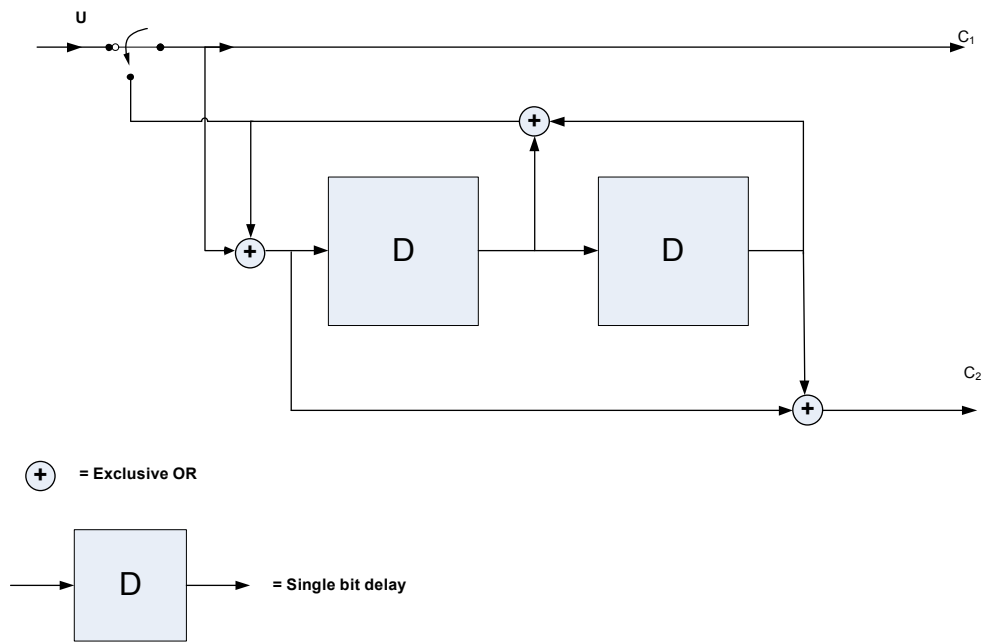 U
C₁
+
D
D
+
C₂
+
+ = Exclusive OR
D = Single bit delay